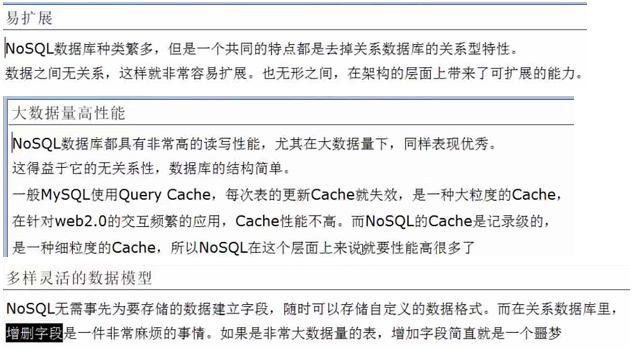 易扩展
NoSQL数据库种类繁多，但是一个共同的特点都是去掉关系数据库的关系型特性。
数据之间无关系，这样就非常容易扩展。也无形之间，在架构的层面上带来了可扩展的能力。
大数据量高性能
NoSQL数据库都具有非常高的读写性能，尤其在大数据量下，同样表现优秀。
这得益于它的无关系性，数据库的结构简单。
一般MySQL使用Query Cache，每次表的更新Cache就失效，是一种大粒度的Cache，
在针对web2.0的交互频繁的应用，Cache性能不高。而NoSQL的Cache是记录级的，
是一种细粒度的Cache，所以NoSQL在这个层面上来说就要性能高很多了
多样灵活的数据模型
NoSQL无需事先为要存储的数据建立字段，随时可以存储自定义的数据格式。而在关系数据库里，
增删字段是一件非常麻烦的事情。如果是非常大数据量的表，增加字段简直就是一个噩梦